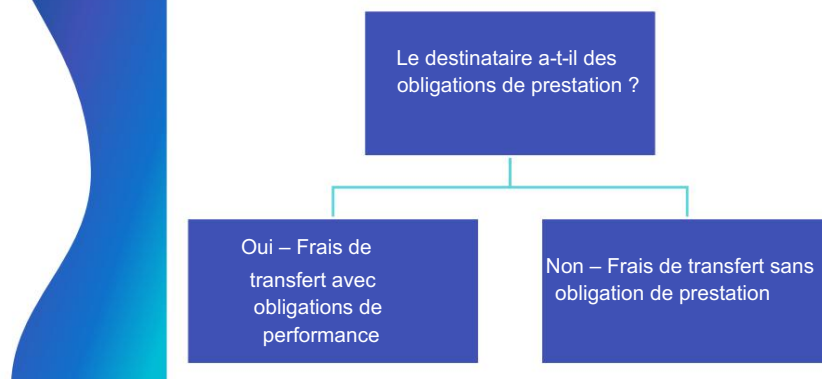 Le destinataire a-t-il des
obligations de prestation ?
Oui – Frais de
transfert avec
obligations de
performance
Non – Frais de transfert sans
obligation de prestation